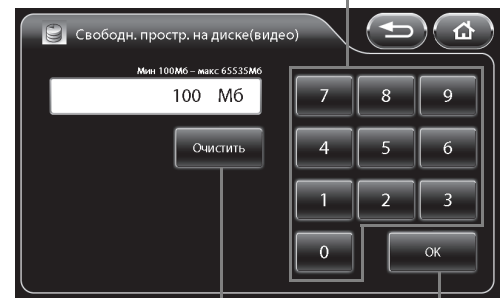 Свободн. простр. на диске(видео)
Мин 100Мб – макс 65535Мб
100 Мб
7 8 9
Очистить
4 5 6
1 2 3
0 ОК